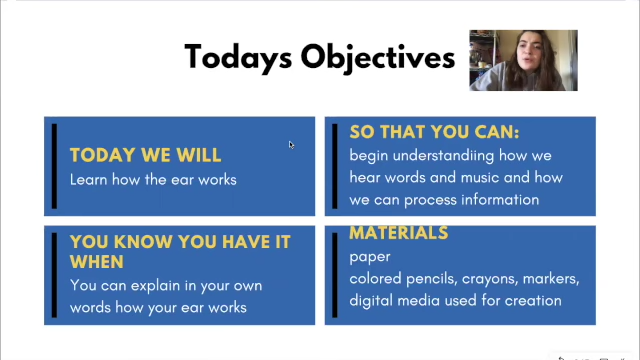 Todays Objectives
TODAY WE WILL
Learn how the ear works
SO THAT YOU CAN:
begin understandiing how we
hear words and music and how
we can process information
YOU KNOW YOU HAVE IT
WHEN
You can explain in your own
words how your ear works
MATERIALS
paper
colored pencils, crayons, markers,
digital media used for creation